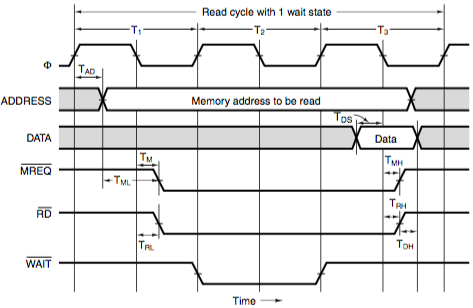 Read cycle with 1 wait state
T1 T2 T3
Φ
TAD
ADDRESS Memory address to be read
TDS
DATA Data
MREQ TM TMH
TML
RD TRH
TRL TDH
WAIT
Time